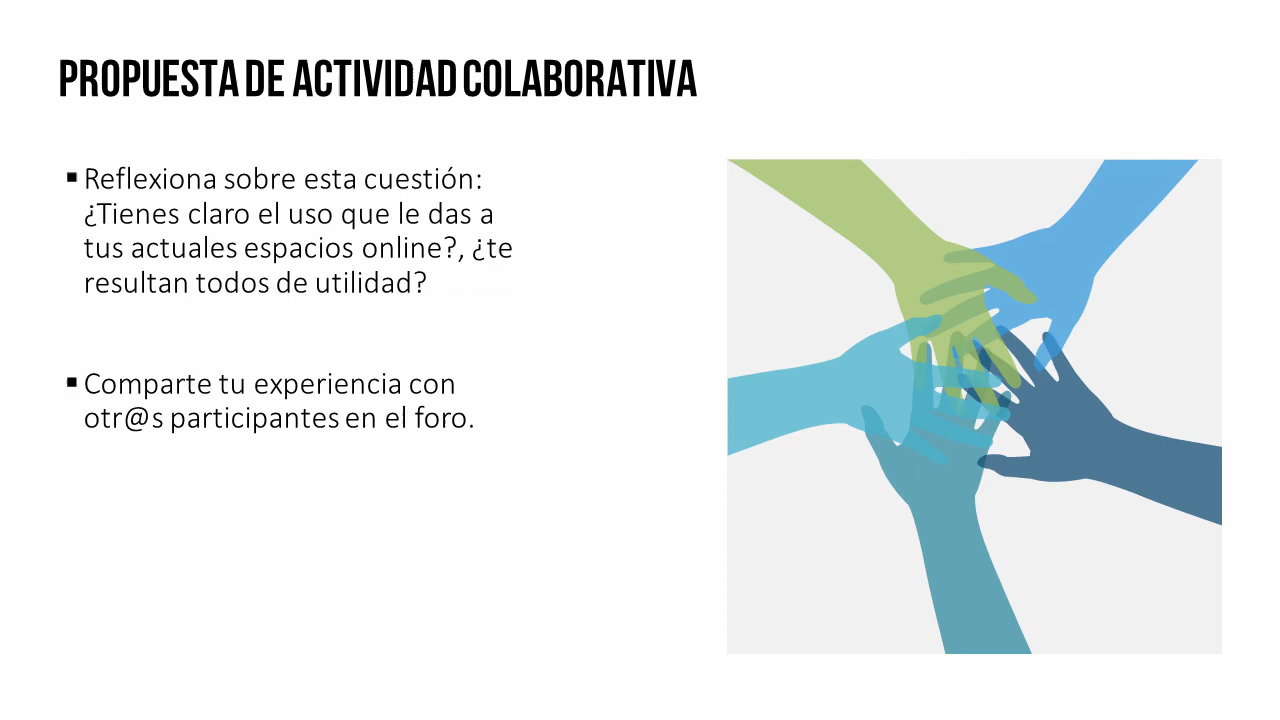 PROPUESTA DE ACTIVIDAD COLABORATIVA
▪ Reflexiona sobre esta cuestión:
¿Tienes claro el uso que le das a
tus actuales espacios online?, ¿te
resultan todos de utilidad?
▪ Comparte tu experiencia con
otr@s participantes en el foro.